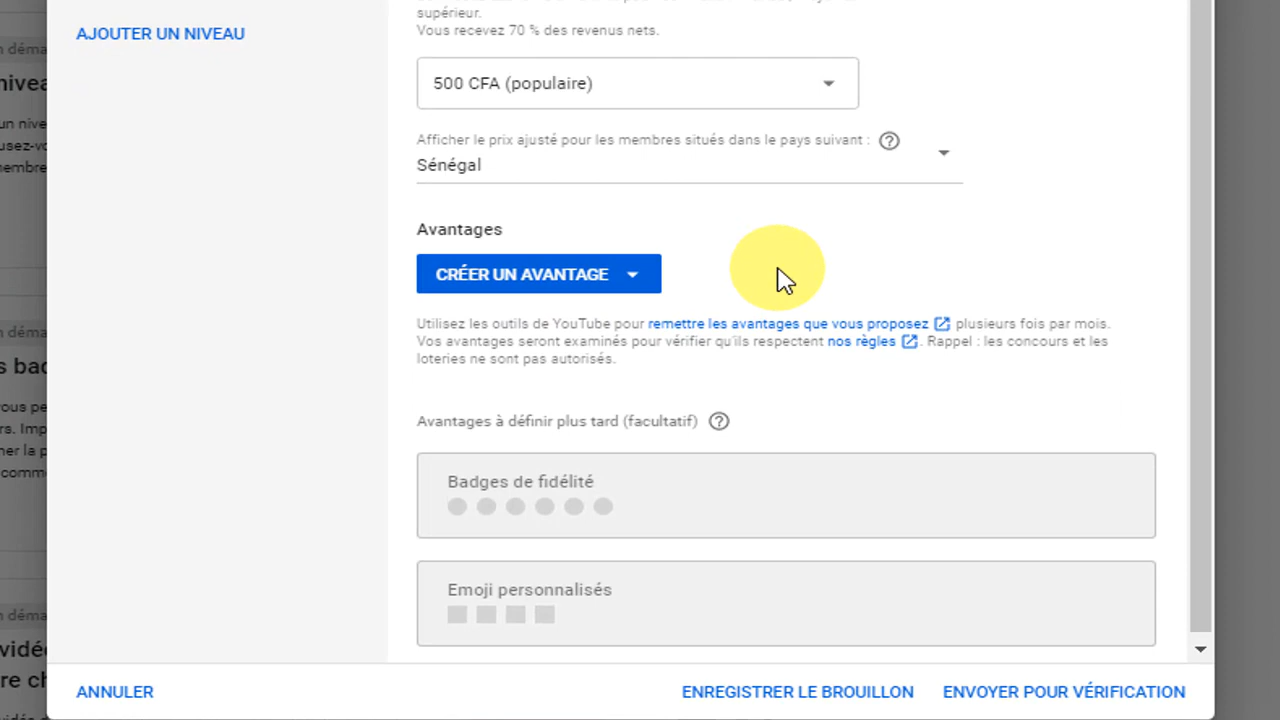 AJOUTER UN NIVEAU
supérieur.
Vous recevez 70 % des revenus nets.
500 CFA (populaire)
Afficher le prix ajusté pour les membres situés dans le pays suivant :
Sénégal
Avantages
CRÉER UN AVANTAGE
Utilisez les outils de YouTube pour remettre les avantages que vous proposez plusieurs fois par mois.
Vos avantages seront examinés pour vérifier qu'ils respectent nos règles. Rappel : les concours et les
loteries ne sont pas autorisés.
Avantages à définir plus tard (facultatif)
Badges de fidélité
Emoji personnalisés
ANNULER
ENREGISTRER LE BROUILLON
ENVOYER POUR VÉRIFICATION